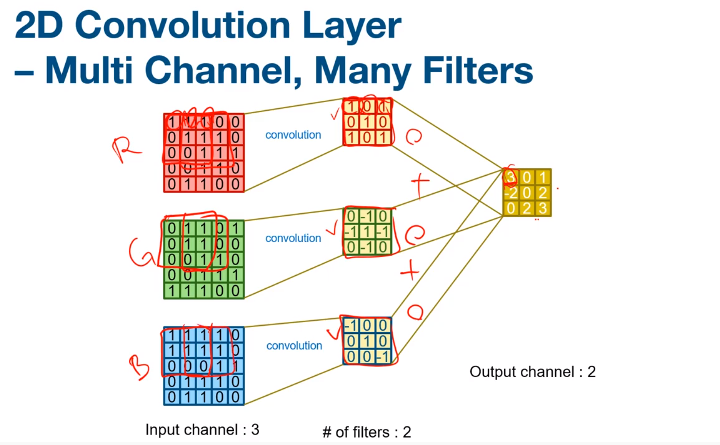 2D Convolution Layer
– Multi Channel, Many Filters
R
1 0 0
0 1 1 1 0
0 0 1 1 1
0 0 1 1 0
0 1 1 0 0
convolution
1 0 1
0 1 0
1 0 1
+
G
0 1 1 0 1
0 1 1 0 0
0 0 1 1 0
0 0 1 1 1
1 1 1 0 0
convolution
0 -1 0
-1 1 -1
0 -1 0
+
B
1 1 1 1 0
1 1 1 1 0
0 0 0 1 1
0 1 1 1 0
0 1 1 0 0
convolution
-1 0 0
0 1 0
0 0 -1
3 0 1
-2 0 2
0 2 3
Output channel : 2
Input channel : 3
# of filters : 2